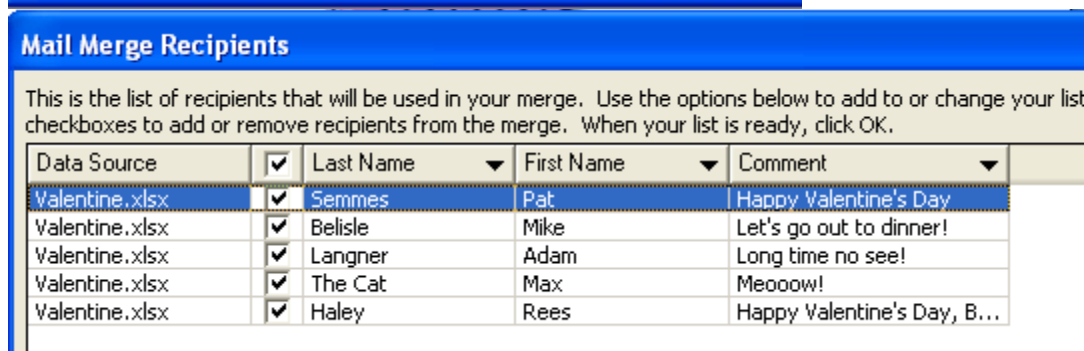 Mail Merge Recipients
This is the list of recipients that will be used in your merge. Use the options below to add to or change your list
checkboxes to add or remove recipients from the merge. When your list is ready, click OK.
Data Source Last Name First Name Comment
Valentine.xlsx Semmes Pat Happy Valentine's Day
Valentine.xlsx Belisle Mike Let's go out to dinner!
Valentine.xlsx Langner Adam Long time no see!
Valentine.xlsx The Cat Max Meooow!
Valentine.xlsx Haley Rees Happy Valentine's Day, B...